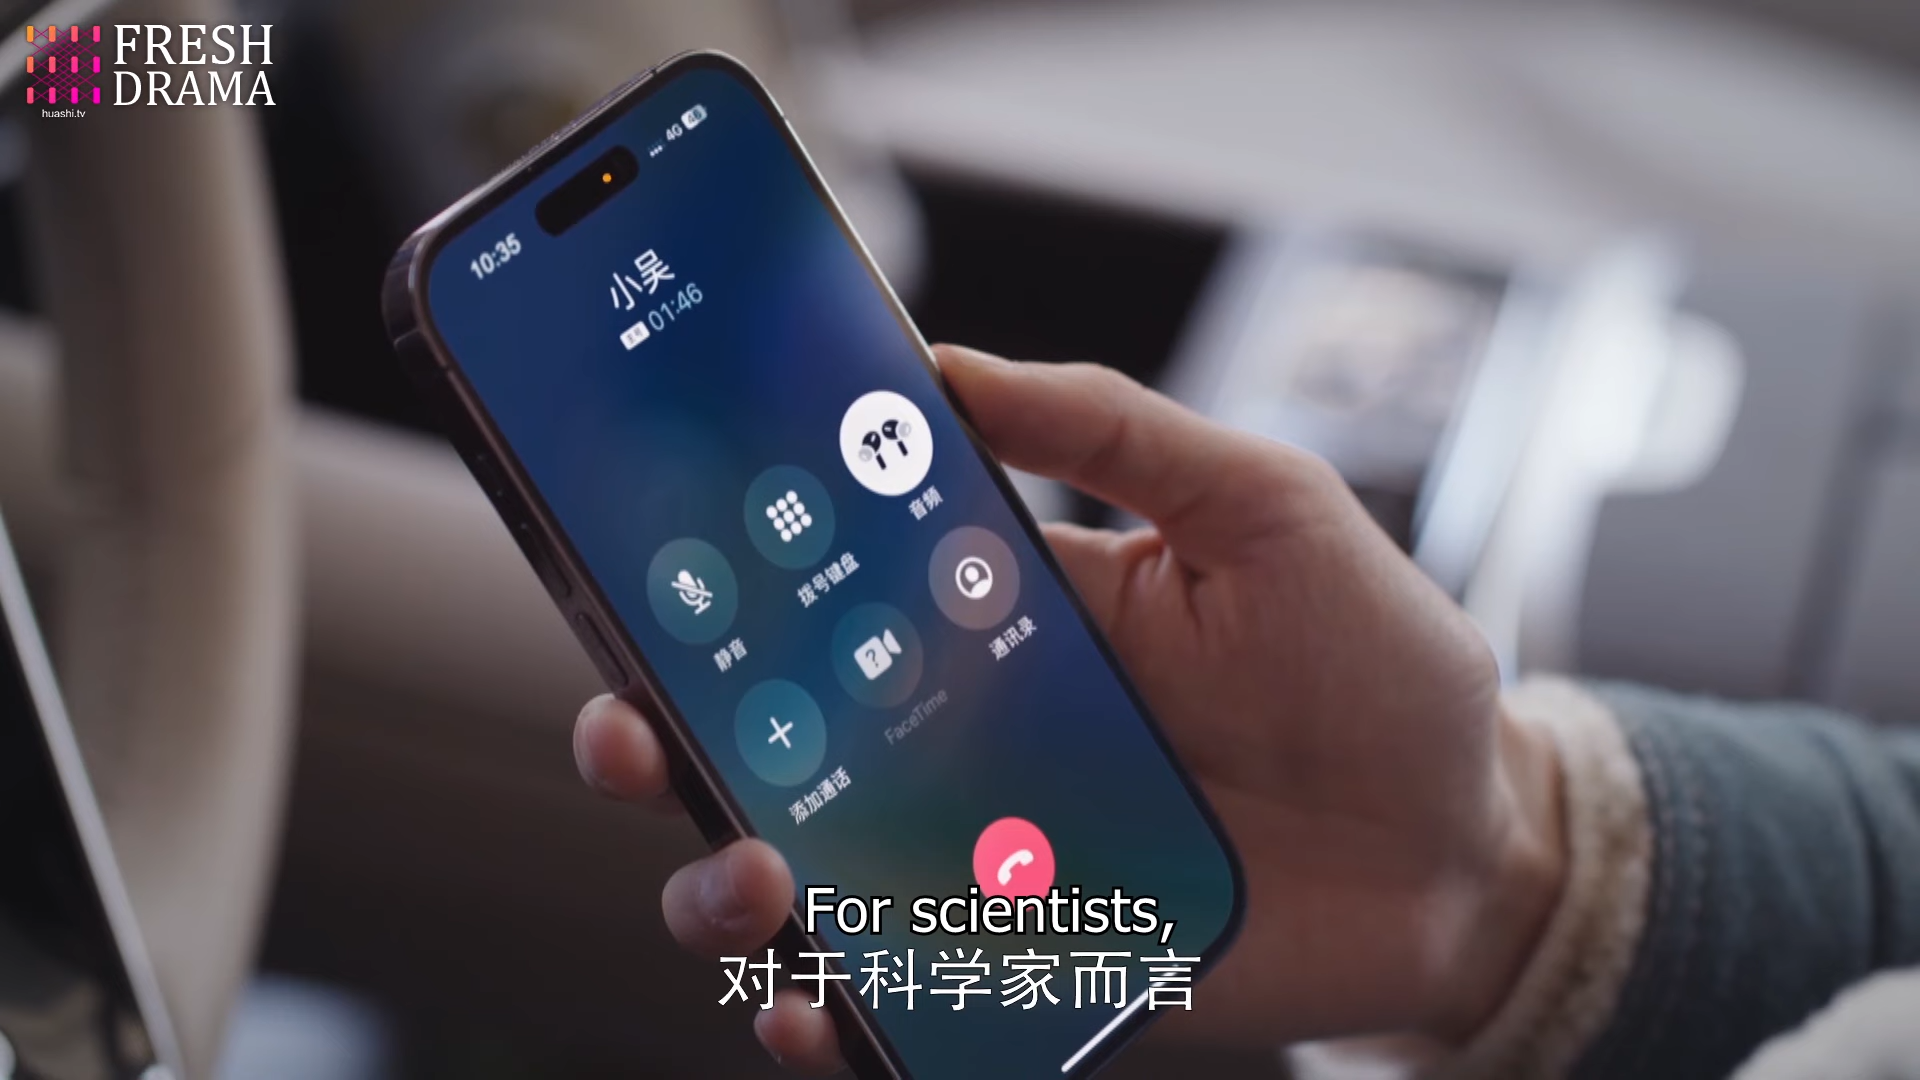 FRESH
DRAMA
huashi.tv
10:35
4G
小吴
01:46
音频
拨号键盘
静音
通讯录
FaceTime
添加通话
For scientists,
对于科学家而言